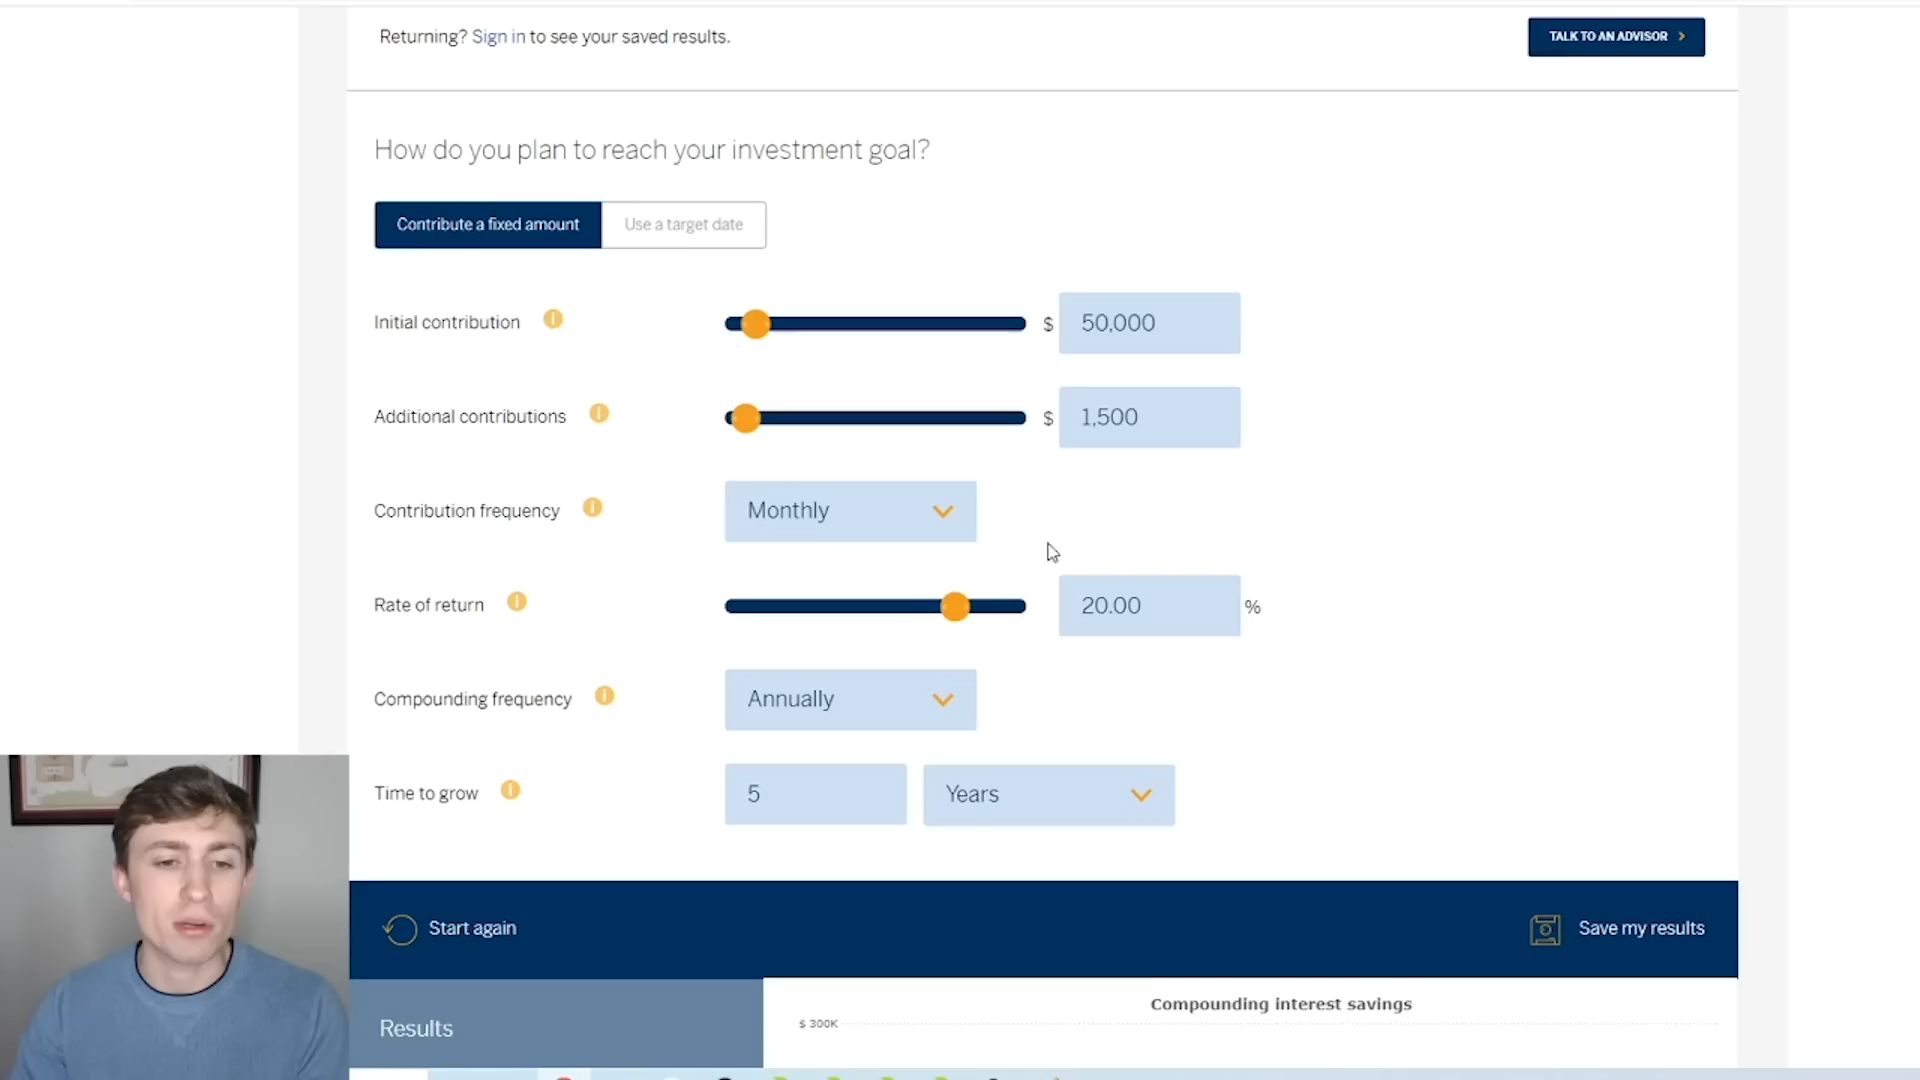 Returning? Sign in to see your saved results.
TALK TO AN ADVISOR >
How do you plan to reach your investment goal?
Contribute a fixed amount
Use a target date
Initial contribution
$ 50,000
Additional contributions
$ 1,500
Contribution frequency
Monthly
Rate of return
20.00 %
Compounding frequency
Annually
Time to grow
5
Years
Start again
Save my results
Results
Compounding interest savings
$ 300K